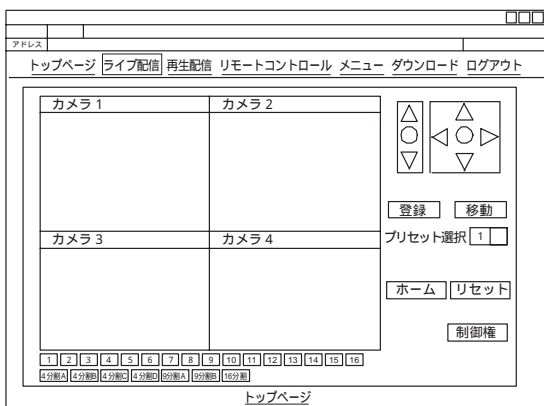 アドレス
トップページ ライブ配信 再生配信 リモートコントロール メニュー ダウンロード ログアウト
カメラ1 カメラ2
登録 移動
カメラ3 カメラ4 プリセット選択 1
ホーム リセット
制御権
1 2 3 4 5 6 7 8 9 10 11 12 13 14 15 16
4分割A 4分割B 4分割C 4分割D 9分割A 9分割B 16分割
トップページ